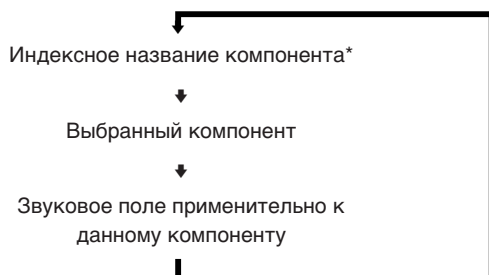 Индексное название компонента*
Выбранный компонент
Звуковое поле применительно к
данному компоненту